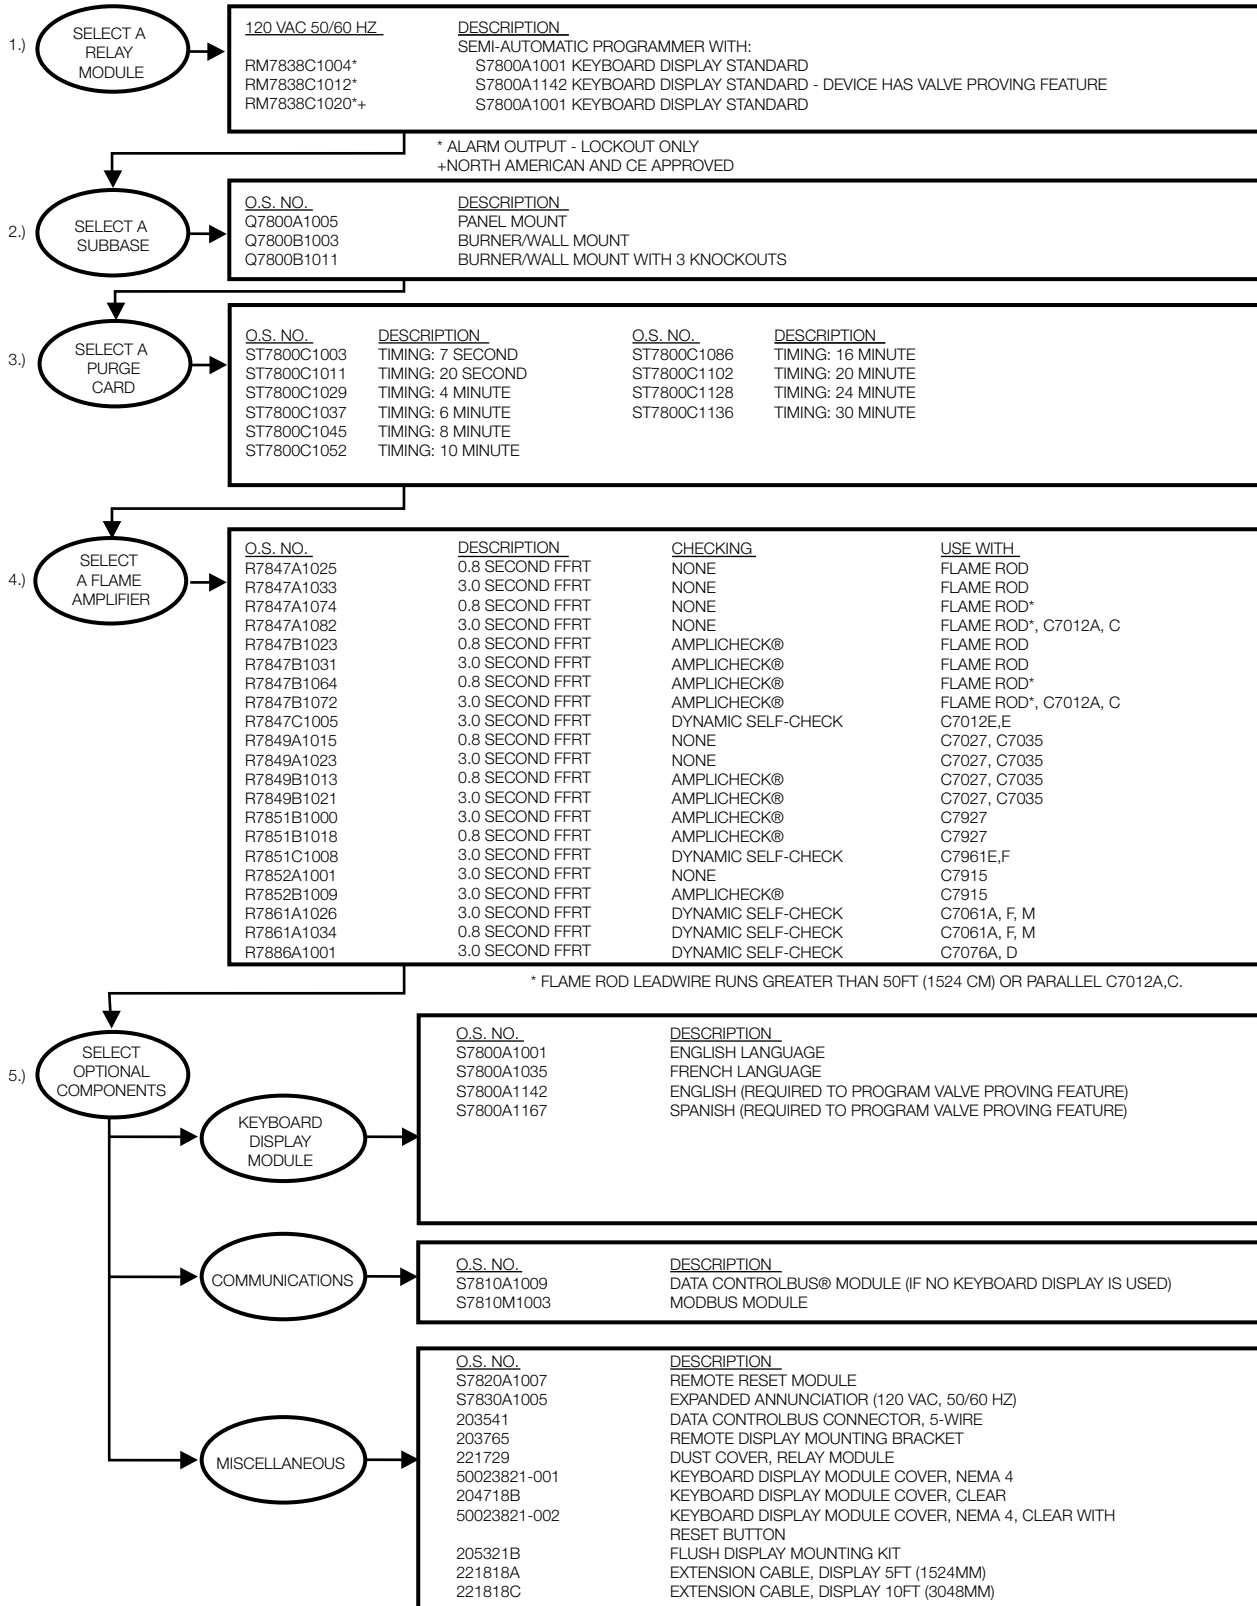 1.) SELECT A
RELAY
MODULE
120 VAC 50/60 HZ DESCRIPTION
SEMI-AUTOMATIC PROGRAMMER WITH:
RM7838C1004* S7800A1001 KEYBOARD DISPLAY STANDARD
RM7838C1012* S7800A1142 KEYBOARD DISPLAY STANDARD - DEVICE HAS VALVE PROVING FEATURE
RM7838C1020*+ S7800A1001 KEYBOARD DISPLAY STANDARD
* ALARM OUTPUT - LOCKOUT ONLY
+NORTH AMERICAN AND CE APPROVED
2.) SELECT A
SUBBASE
O.S. NO. DESCRIPTION
Q7800A1005 PANEL MOUNT
Q7800B1003 BURNER/WALL MOUNT
Q7800B1011 BURNER/WALL MOUNT WITH 3 KNOCKOUTS
3.) SELECT A
PURGE
CARD
O.S. NO. DESCRIPTION O.S. NO. DESCRIPTION
ST7800C1003 TIMING: 7 SECOND ST7800C1086 TIMING: 16 MINUTE
ST7800C1011 TIMING: 20 SECOND ST7800C1102 TIMING: 20 MINUTE
ST7800C1029 TIMING: 4 MINUTE ST7800C1128 TIMING: 24 MINUTE
ST7800C1037 TIMING: 6 MINUTE ST7800C1136 TIMING: 30 MINUTE
ST7800C1045 TIMING: 8 MINUTE
ST7800C1052 TIMING: 10 MINUTE
4.) SELECT
A FLAME
AMPLIFIER
O.S. NO. DESCRIPTION CHECKING USE WITH
R7847A1025 0.8 SECOND FFRT NONE FLAME ROD
R7847A1033 3.0 SECOND FFRT NONE FLAME ROD
R7847A1074 0.8 SECOND FFRT NONE FLAME ROD*
R7847A1082 3.0 SECOND FFRT NONE FLAME ROD*, C7012A, C
R7847B1023 0.8 SECOND FFRT AMPLICHECK® FLAME ROD
R7847B1031 3.0 SECOND FFRT AMPLICHECK® FLAME ROD
R7847B1064 0.8 SECOND FFRT AMPLICHECK® FLAME ROD*
R7847B1072 3.0 SECOND FFRT AMPLICHECK® FLAME ROD*, C7012A, C
R7847C1005 3.0 SECOND FFRT DYNAMIC SELF-CHECK C7012E,E
R7849A1015 0.8 SECOND FFRT NONE C7027, C7035
R7849A1023 3.0 SECOND FFRT NONE C7027, C7035
R7849B1013 0.8 SECOND FFRT AMPLICHECK® C7027, C7035
R7849B1021 3.0 SECOND FFRT AMPLICHECK® C7027, C7035
R7851B1000 3.0 SECOND FFRT AMPLICHECK® C7927
R7851B1018 0.8 SECOND FFRT AMPLICHECK® C7927
R7851C1008 3.0 SECOND FFRT DYNAMIC SELF-CHECK C7961E,F
R7852A1001 3.0 SECOND FFRT NONE C7915
R7852B1009 3.0 SECOND FFRT AMPLICHECK® C7915
R7861A1026 3.0 SECOND FFRT DYNAMIC SELF-CHECK C7061A, F, M
R7861A1034 0.8 SECOND FFRT DYNAMIC SELF-CHECK C7061A, F, M
R7886A1001 3.0 SECOND FFRT DYNAMIC SELF-CHECK C7076A, D
* FLAME ROD LEADWIRE RUNS GREATER THAN 50FT (1524 CM) OR PARALLEL C7012A,C.
5.) SELECT
OPTIONAL
COMPONENTS
KEYBOARD
DISPLAY
MODULE
O.S. NO. DESCRIPTION
S7800A1001 ENGLISH LANGUAGE
S7800A1035 FRENCH LANGUAGE
S7800A1142 ENGLISH (REQUIRED TO PROGRAM VALVE PROVING FEATURE)
S7800A1167 SPANISH (REQUIRED TO PROGRAM VALVE PROVING FEATURE)
COMMUNICATIONS
O.S. NO. DESCRIPTION
S7810A1009 DATA CONTROLBUS® MODULE (IF NO KEYBOARD DISPLAY IS USED)
S7810M1003 MODBUS MODULE
MISCELLANEOUS
O.S. NO. DESCRIPTION
S7820A1007 REMOTE RESET MODULE
S7830A1005 EXPANDED ANNUNCIATIOR (120 VAC, 50/60 HZ)
203541 DATA CONTROLBUS CONNECTOR, 5-WIRE
203765 REMOTE DISPLAY MOUNTING BRACKET
221729 DUST COVER, RELAY MODULE
50023821-001 KEYBOARD DISPLAY MODULE COVER, NEMA 4
204718B KEYBOARD DISPLAY MODULE COVER, CLEAR
50023821-002 KEYBOARD DISPLAY MODULE COVER, NEMA 4, CLEAR WITH
RESET BUTTON
205321B FLUSH DISPLAY MOUNTING KIT
221818A EXTENSION CABLE, DISPLAY 5FT (1524MM)
221818C EXTENSION CABLE, DISPLAY 10FT (3048MM)